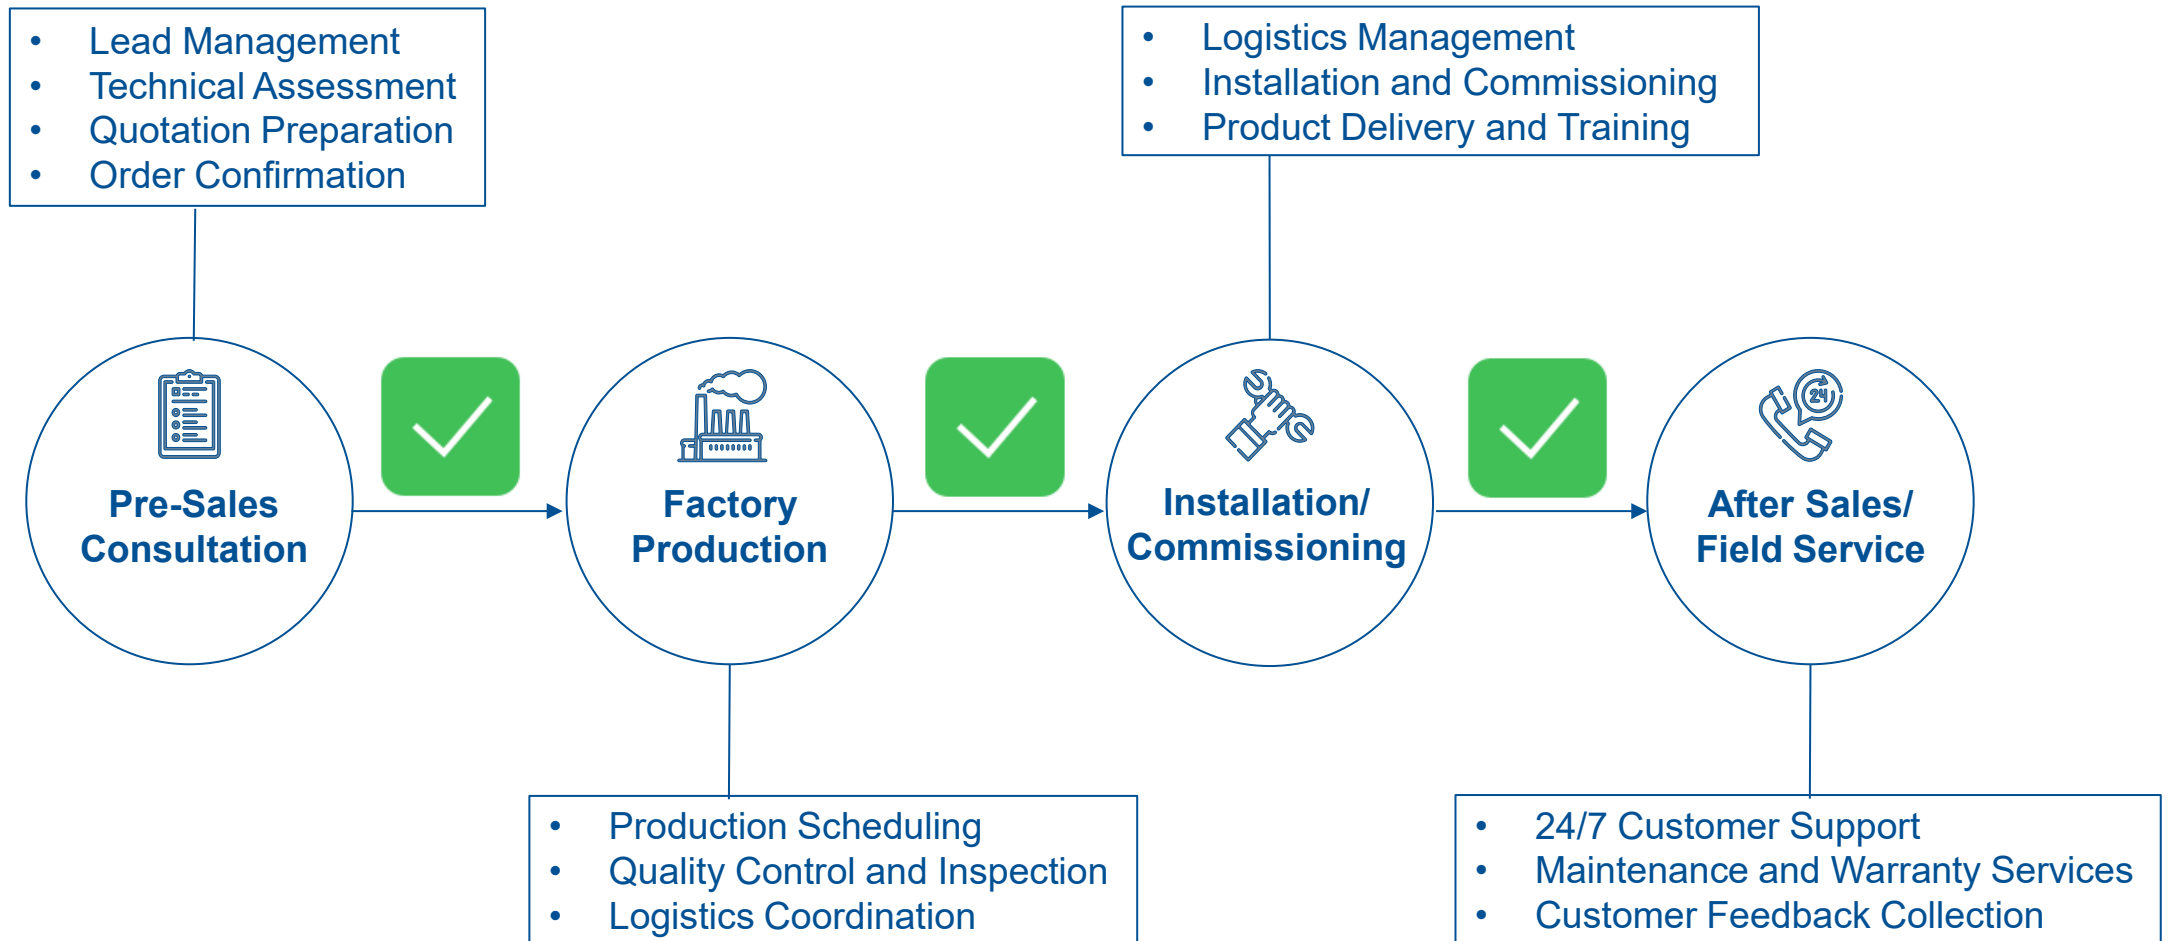 • Lead Management
• Technical Assessment
• Quotation Preparation
• Order Confirmation
• Logistics Management
• Installation and Commissioning
• Product Delivery and Training
Pre-Sales
Consultation
Factory
Production
Installation/
Commissioning
24
After Sales/
Field Service
• Production Scheduling
• Quality Control and Inspection
• Logistics Coordination
• 24/7 Customer Support
• Maintenance and Warranty Services
• Customer Feedback Collection